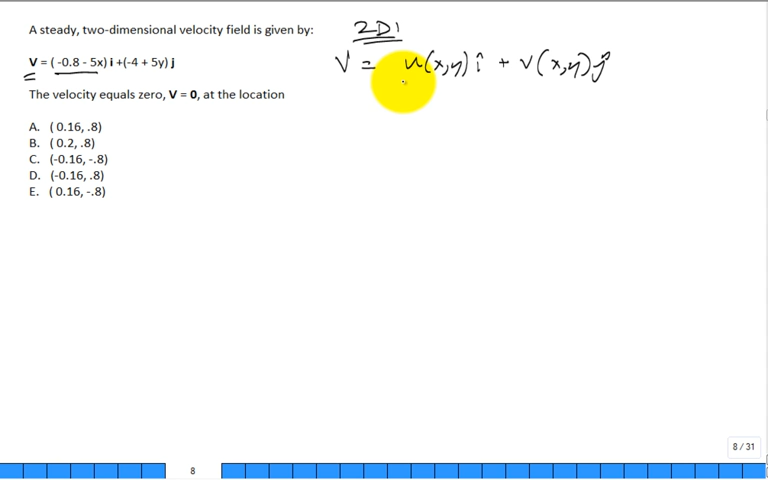 A steady, two-dimensional velocity field is given by:
2D!
V = ( -0.8 - 5x) i +(-4 + 5y) j
V = u(x,y) î + v(x,y) ĵ
The velocity equals zero, V = 0, at the location
A. ( 0.16, .8)
B. ( 0.2, .8)
C. (-0.16, -.8)
D. (-0.16, .8)
E. ( 0.16, -.8)
8 / 31
8